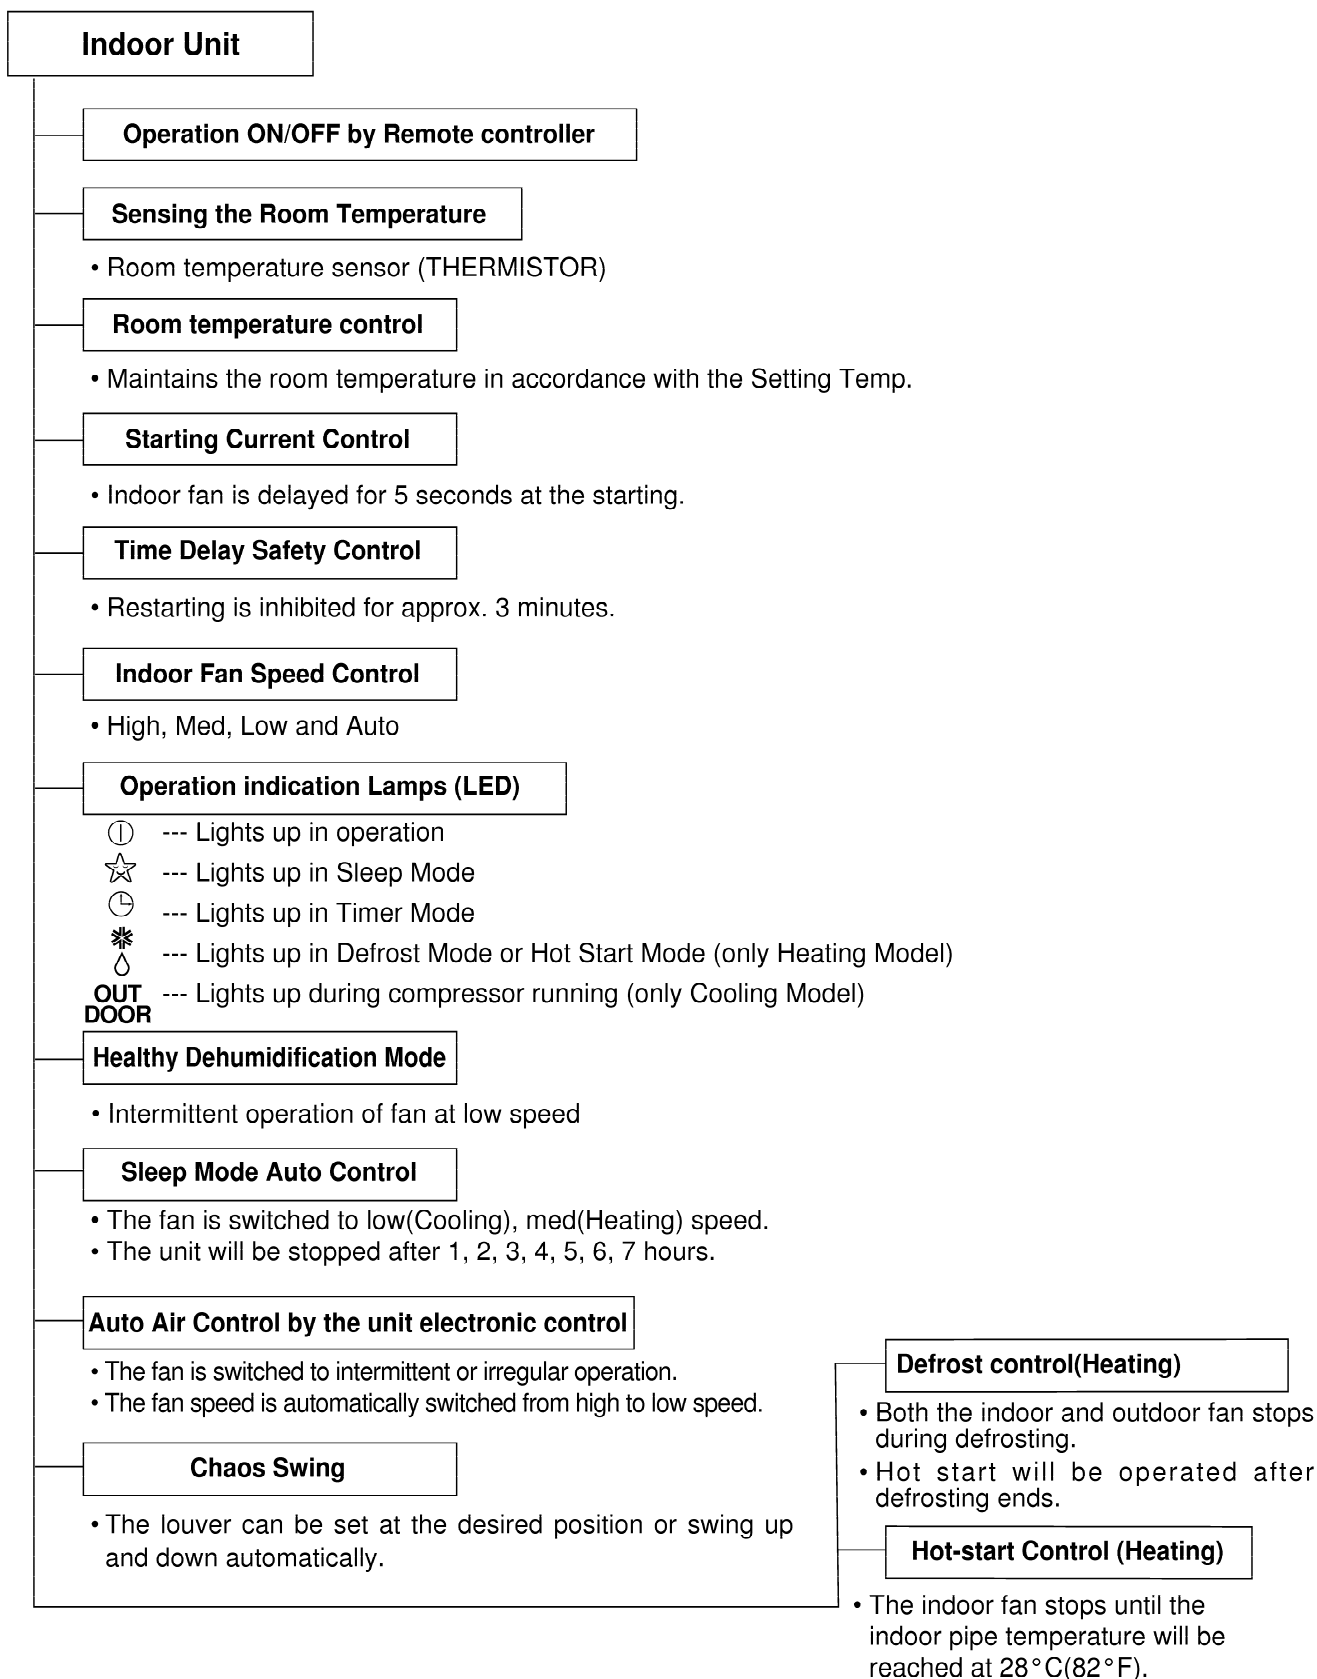 Indoor Unit
Operation ON/OFF by Remote controller
Sensing the Room Temperature
• Room temperature sensor (THERMISTOR)
Room temperature control
• Maintains the room temperature in accordance with the Setting Temp.
Starting Current Control
• Indoor fan is delayed for 5 seconds at the starting.
Time Delay Safety Control
• Restarting is inhibited for approx. 3 minutes.
Indoor Fan Speed Control
• High, Med, Low and Auto
Operation indication Lamps (LED)
--- Lights up in operation
--- Lights up in Sleep Mode
--- Lights up in Timer Mode
--- Lights up in Defrost Mode or Hot Start Mode (only Heating Model)
OUT --- Lights up during compressor running (only Cooling Model)
DOOR
Healthy Dehumidification Mode
• Intermittent operation of fan at low speed
Sleep Mode Auto Control
• The fan is switched to low(Cooling), med(Heating) speed.
• The unit will be stopped after 1, 2, 3, 4, 5, 6, 7 hours.
Auto Air Control by the unit electronic control
• The fan is switched to intermittent or irregular operation.
• The fan speed is automatically switched from high to low speed.
Chaos Swing
• The louver can be set at the desired position or swing up
and down automatically.
Defrost control(Heating)
• Both the indoor and outdoor fan stops
during defrosting.
• Hot start will be operated after
defrosting ends.
Hot-start Control (Heating)
• The indoor fan stops until the
indoor pipe temperature will be
reached at 28°C(82°F).